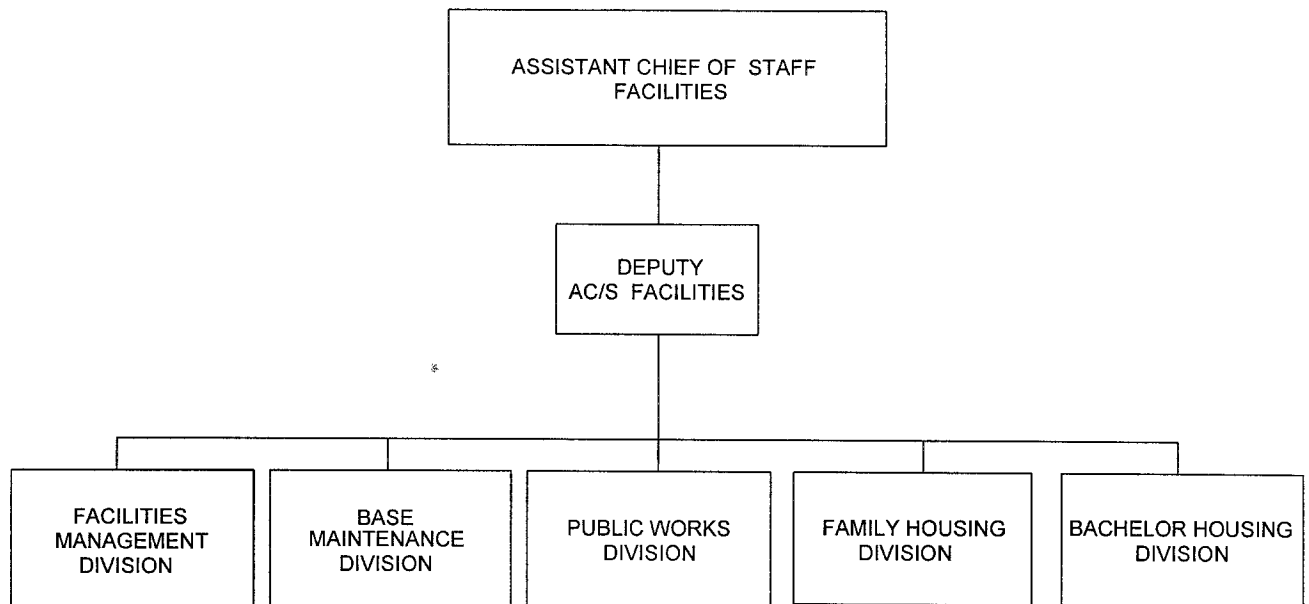 ASSISTANT CHIEF OF STAFF
FACILITIES
DEPUTY
AC/S FACILITIES
FACILITIES
MANAGEMENT
DIVISION
BASE
MAINTENANCE
DIVISION
PUBLIC WORKS
DIVISION
FAMILY HOUSING
DIVISION
BACHELOR HOUSING
DIVISION